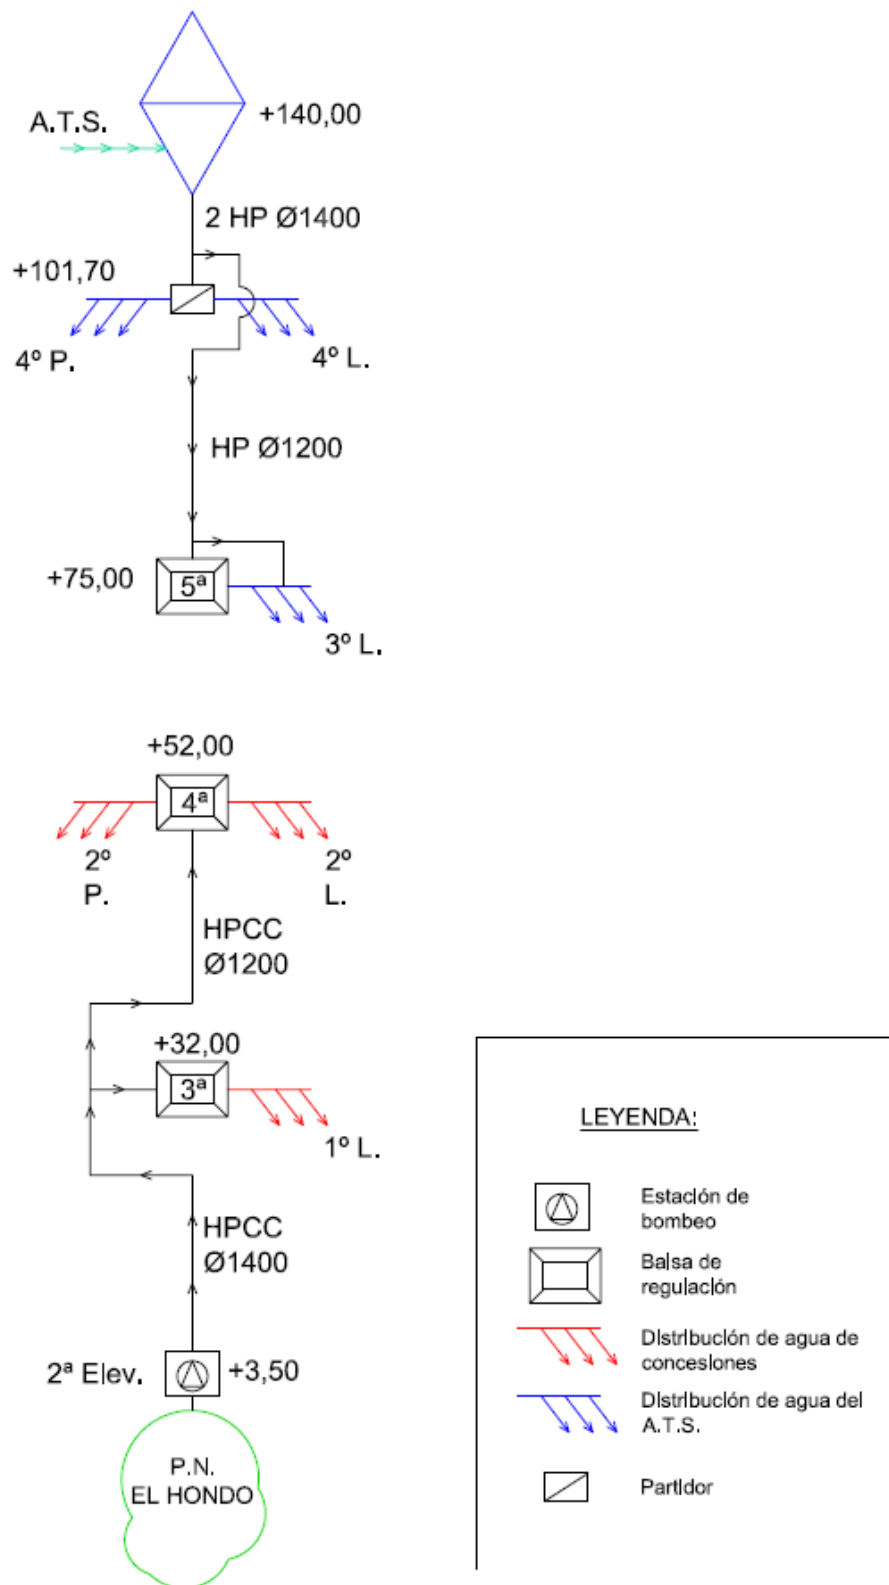 A.T.S.
+140,00
2 HP Ø1400
+101,70
4º P.
4º L.
HP Ø1200
+75,00
5ª
3º L.
+52,00
4ª
2º
P.
2º
L.
HPCC
Ø1200
+32,00
3ª
1º L.
HPCC
Ø1400
2ª Elev.
+3,50
P.N.
EL HONDO
LEYENDA:
Estación de
bombeo
Balsa de
regulación
Distribución de agua de
concesiones
Distribución de agua del
A.T.S.
Partidor